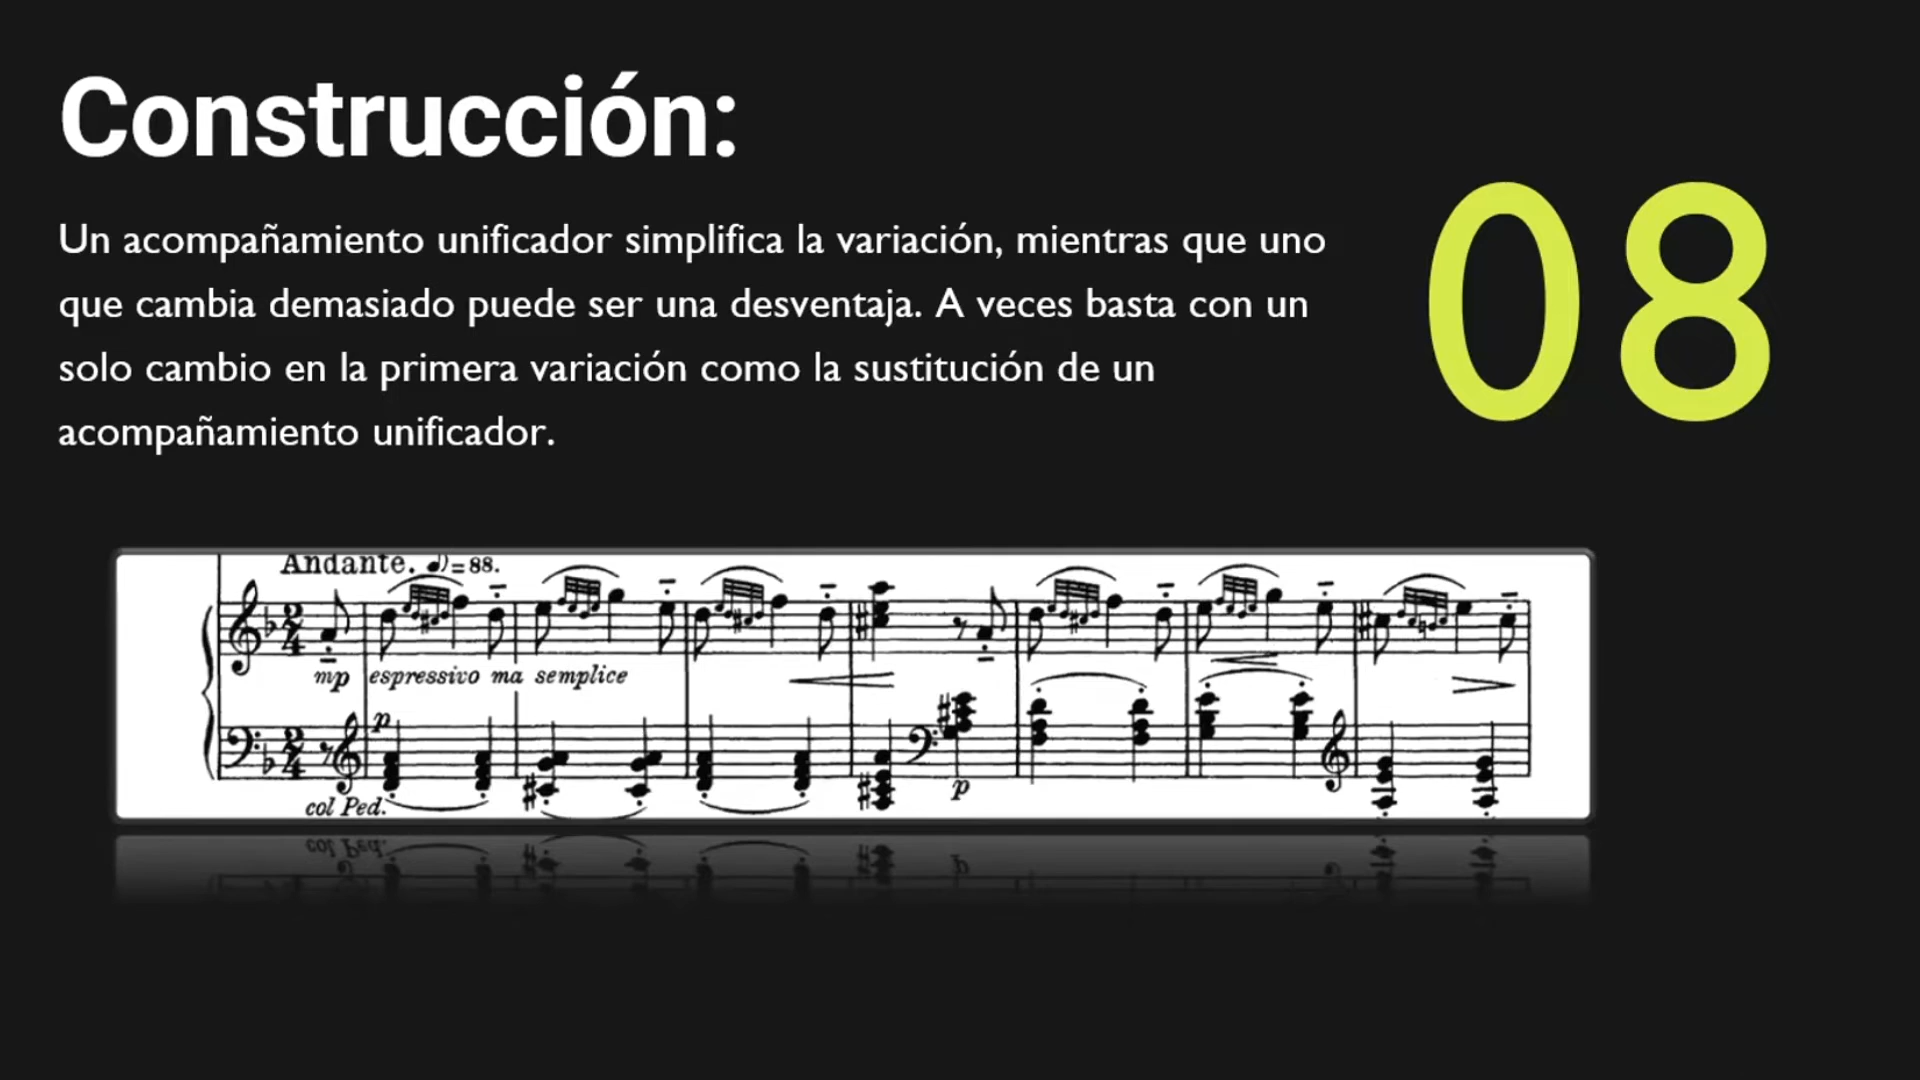 Construcción:
08
Un acompañamiento unificador simplifica la variación, mientras que uno
que cambia demasiado puede ser una desventaja. A veces basta con un
solo cambio en la primera variación como la sustitución de un
acompañamiento unificador.
Andante. ♪=88.
mp espressivo ma semplice
p
p
col Ped.